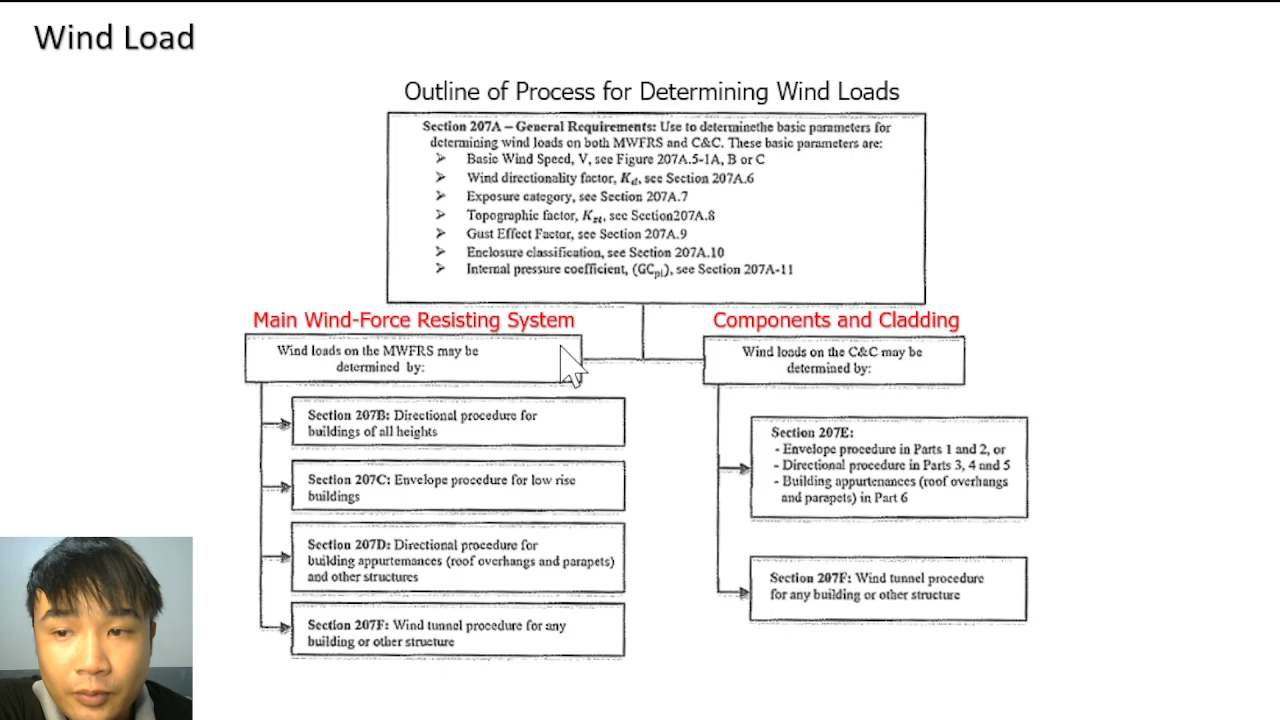 Wind Load
Outline of Process for Determining Wind Loads
Section 207A – General Requirements: Use to determinethe basic parameters for
determining wind loads on both MWFRS and C&C. These basic parameters are:
➤ Basic Wind Speed, V, see Figure 207A.5-1A, B or C
➤ Wind directionality factor, K_d, see Section 207A.6
➤ Exposure category, see Section 207A.7
➤ Topographic factor, K_zt, see Section207A.8
➤ Gust Effect Factor, see Section 207A.9
➤ Enclosure classification, see Section 207A.10
➤ Internal pressure coefficient, (GC_pi), see Section 207A-11
Main Wind-Force Resisting System
Wind loads on the MWFRS may be
determined by:
Section 207B: Directional procedure for
buildings of all heights
Section 207C: Envelope procedure for low rise
buildings
Section 207D: Directional procedure for
building appurtemances (roof overhangs and parapets)
and other structures
Section 207F: Wind tunnel procedure for any
building or other structure
Components and Cladding
Wind loads on the C&C may be
determined by:
Section 207E:
- Envelope procedure in Parts 1 and 2, or
- Directional procedure in Parts 3, 4 and 5
- Building appurtenances (roof overhangs
and parapets) in Part 6
Section 207F: Wind tunnel procedure
for any building or other structure